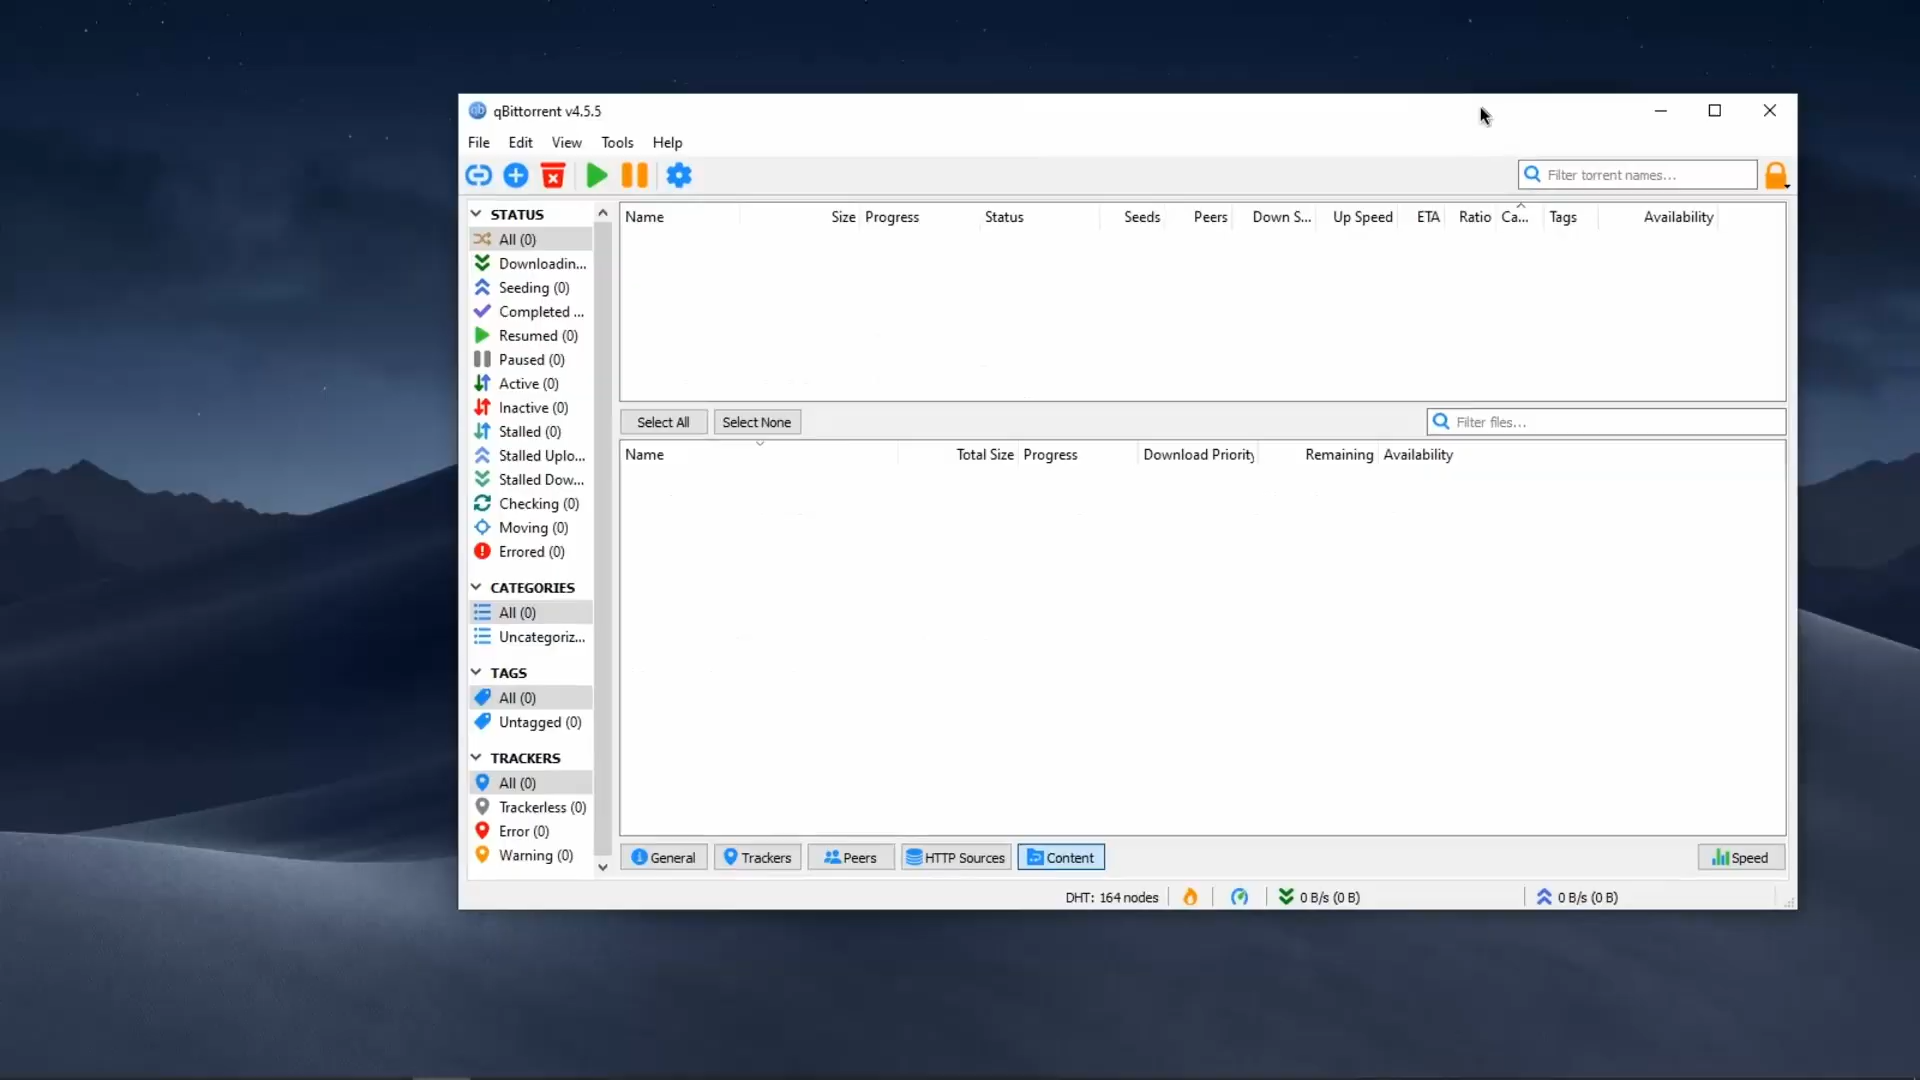 qBittorrent v4.5.5
File Edit View Tools Help
Filter torrent names...
STATUS
All (0)
Downloadin...
Seeding (0)
Completed ...
Resumed (0)
Paused (0)
Active (0)
Inactive (0)
Stalled (0)
Stalled Uplo...
Stalled Dow...
Checking (0)
Moving (0)
Errored (0)
CATEGORIES
All (0)
Uncategoriz...
TAGS
All (0)
Untagged (0)
TRACKERS
All (0)
Trackerless (0)
Error (0)
Warning (0)
Name Size Progress Status Seeds Peers Down S... Up Speed ETA Ratio Ca... Tags Availability
Select All Select None Filter files...
Name Total Size Progress Download Priority Remaining Availability
General Trackers Peers HTTP Sources Content Speed
DHT: 164 nodes 0 B/s (0 B) 0 B/s (0 B)